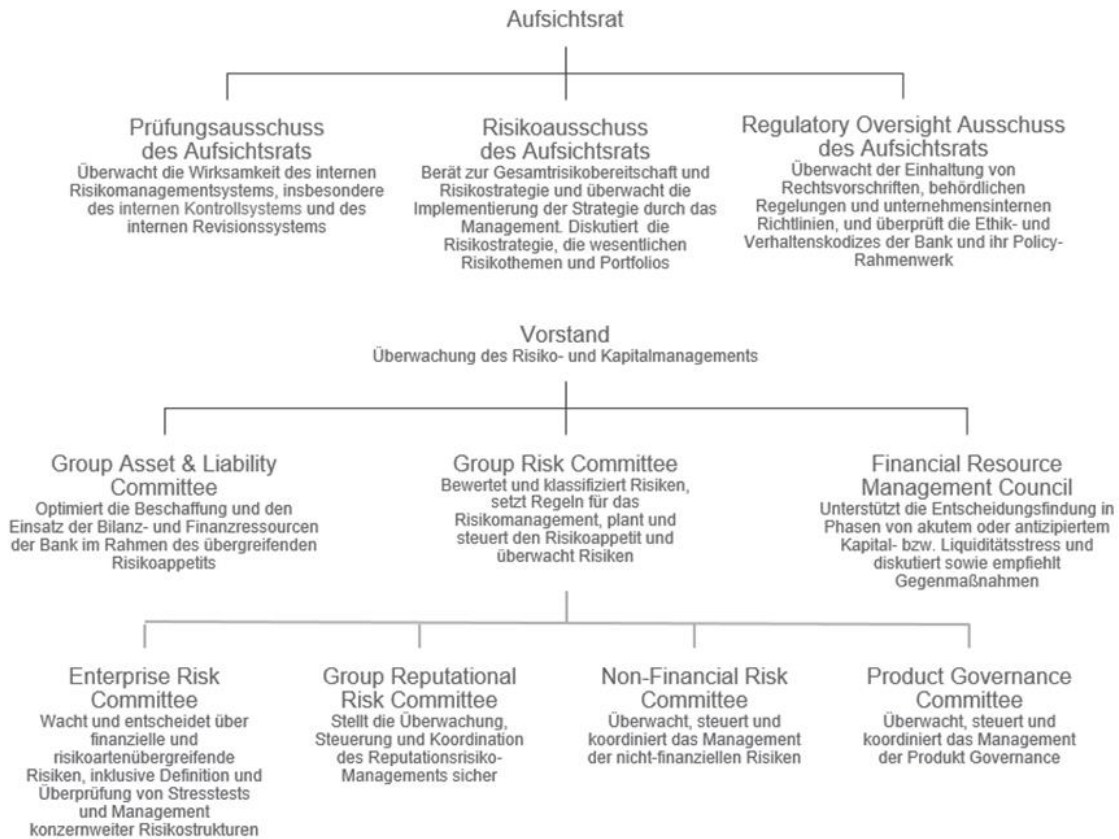 Aufsichtsrat
Prüfungsausschuss
des Aufsichtsrats
Überwacht die Wirksamkeit des internen
Risikomanagementsystems, insbesondere
des internen Kontrollsystems und des
internen Revisionssystems
Risikoausschuss
des Aufsichtsrats
Berät zur Gesamtrisikobereitschaft und
Risikostrategie und überwacht die
Implementierung der Strategie durch das
Management. Diskutiert die
Risikostrategie, die wesentlichen
Risikothemen und Portfolios
Regulatory Oversight Ausschuss
des Aufsichtsrats
Überwacht der Einhaltung von
Rechtsvorschriften, behördlichen
Regelungen und unternehmensinternen
Richtlinien, und überprüft die Ethik- und
Verhaltenskodizes der Bank und ihr Policy-
Rahmenwerk
Vorstand
Überwachung des Risiko- und Kapitalmanagements
Group Asset & Liability
Committee
Optimiert die Beschaffung und den
Einsatz der Bilanz- und Finanzressourcen
der Bank im Rahmen des übergreifenden
Risikoappetits
Group Risk Committee
Bewertet und klassifiziert Risiken,
setzt Regeln für das
Risikomanagement, plant und
steuert den Risikoappetit und
überwacht Risiken
Financial Resource
Management Council
Unterstützt die Entscheidungsfindung in
Phasen von akutem oder antizipiertem
Kapital- bzw. Liquiditätsstress und
diskutiert sowie empfiehlt
Gegenmaßnahmen
Enterprise Risk
Committee
Wacht und entscheidet über
finanzielle und
risikoartenübergreifende
Risiken, inklusive Definition und
Überprüfung von Stresstests
und Management
konzernweiter Risikostrukturen
Group Reputational
Risk Committee
Stellt die Überwachung,
Steuerung und Koordination
des Reputationsrisiko-
Managements sicher
Non-Financial Risk
Committee
Überwacht, steuert und
koordiniert das Management
der nicht-finanziellen Risiken
Product Governance
Committee
Überwacht, steuert und
koordiniert das Management
der Produkt Governance